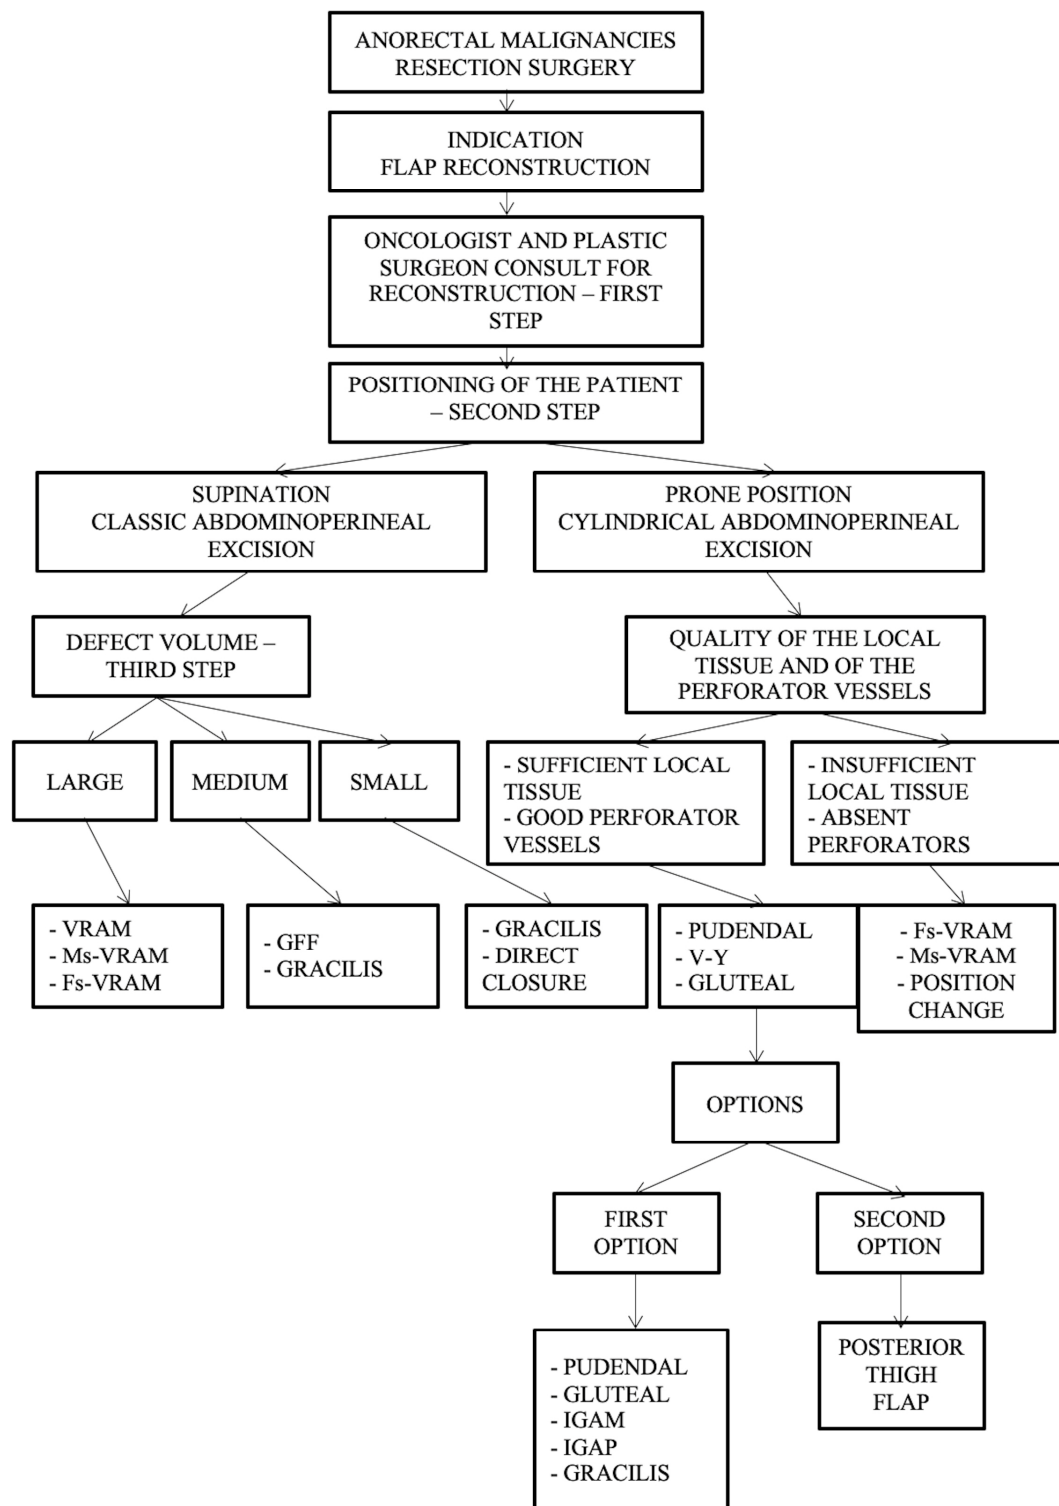 ANORECTAL MALIGNANCIES
RESECTION SURGERY
INDICATION
FLAP RECONSTRUCTION
ONCOLOGIST AND PLASTIC
SURGEON CONSULT FOR
RECONSTRUCTION – FIRST
STEP
POSITIONING OF THE PATIENT
– SECOND STEP
SUPINATION
CLASSIC ABDOMINOPERINEAL
EXCISION
PRONE POSITION
CYLINDRICAL ABDOMINOPERINEAL
EXCISION
DEFECT VOLUME –
THIRD STEP
QUALITY OF THE LOCAL
TISSUE AND OF THE
PERFORATOR VESSELS
LARGE
MEDIUM
SMALL
- SUFFICIENT LOCAL
TISSUE
- GOOD PERFORATOR
VESSELS
- INSUFFICIENT
LOCAL TISSUE
- ABSENT
PERFORATORS
- VRAM
- Ms-VRAM
- Fs-VRAM
- GFF
- GRACILIS
- GRACILIS
- DIRECT
CLOSURE
- PUDENDAL
- V-Y
- GLUTEAL
- Fs-VRAM
- Ms-VRAM
- POSITION
CHANGE
OPTIONS
FIRST
OPTION
SECOND
OPTION
- PUDENDAL
- GLUTEAL
- IGAM
- IGAP
- GRACILIS
POSTERIOR
THIGH
FLAP